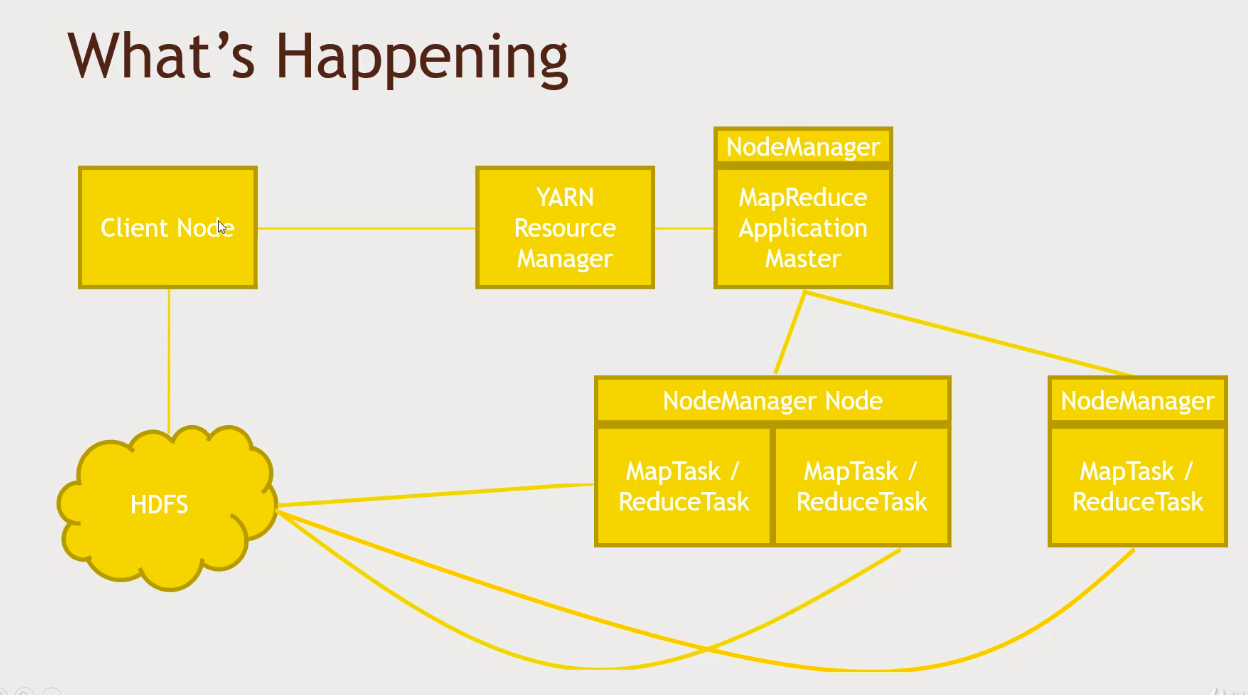 What's Happening
NodeManager
Client Node
YARN
Resource
Manager
MapReduce
Application
Master
NodeManager Node
NodeManager
HDFS
MapTask /
ReduceTask
MapTask /
ReduceTask
MapTask /
ReduceTask